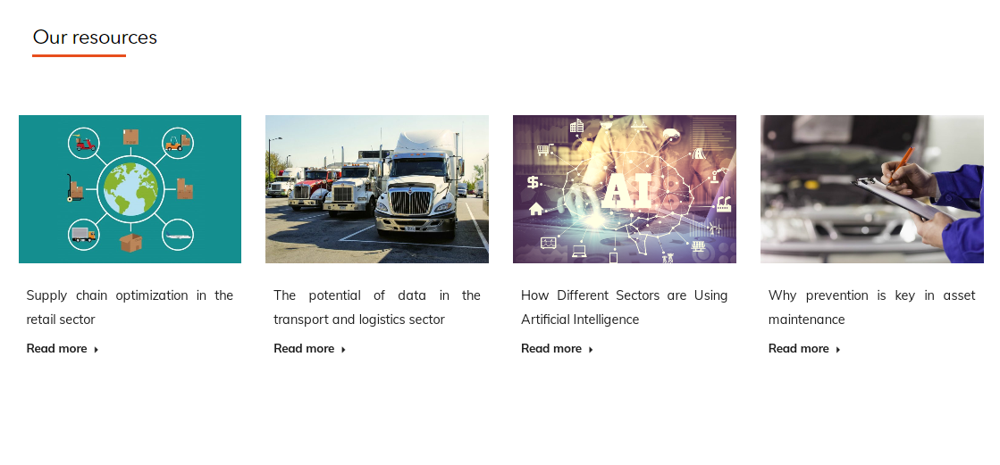 Our resources
AI
$
Supply chain optimization in the
retail sector
Read more
The potential of data in the
transport and logistics sector
Read more
How Different Sectors are Using
Artificial Intelligence
Read more
Why prevention is key in asset
maintenance
Read more